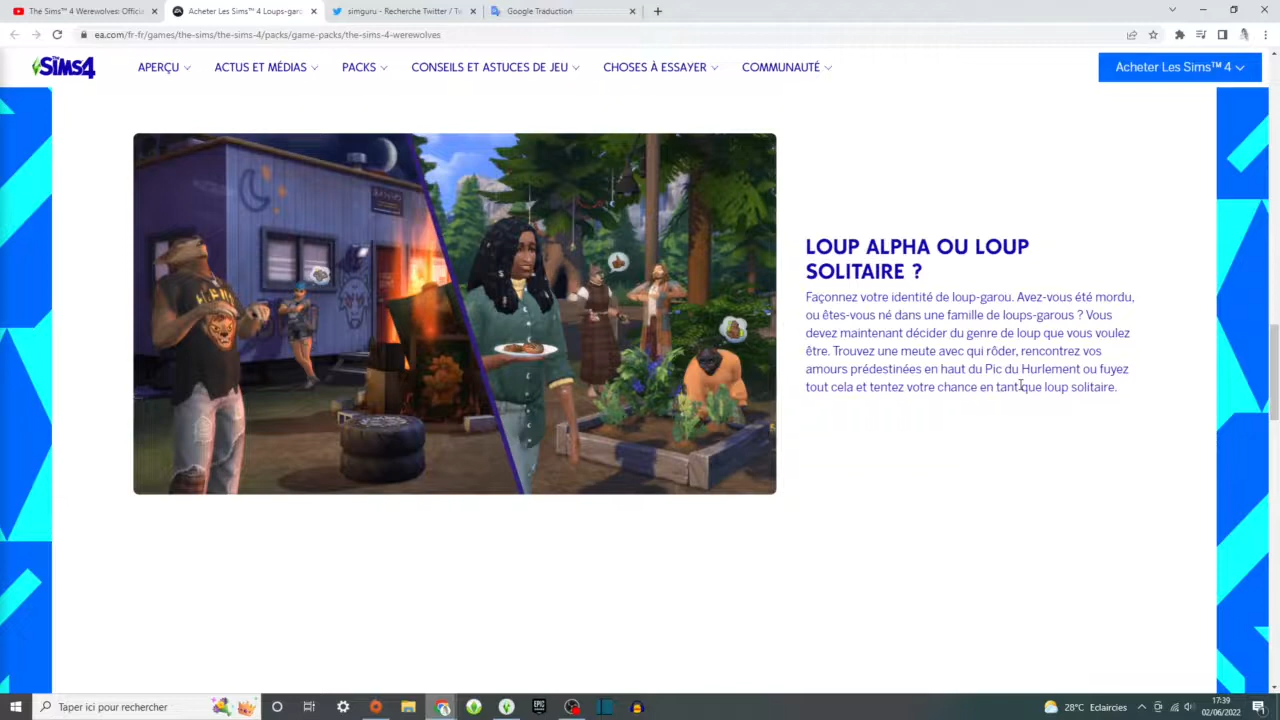 The Sims™ 4 Werewolves Officie
Acheter Les Sims™ 4 Loups-garo
simguru - Recherche Twitter / Tw
Google Traduction
ea.com/fr-fr/games/the-sims/the-sims-4/packs/game-packs/the-sims-4-werewolves
THE SIMS4
APERÇU
ACTUS ET MÉDIAS
PACKS
CONSEILS ET ASTUCES DE JEU
CHOSES À ESSAYER
COMMUNAUTÉ
Acheter Les Sims™ 4
LOUP ALPHA OU LOUP
SOLITAIRE ?
Façonnez votre identité de loup-garou. Avez-vous été mordu,
ou êtes-vous né dans une famille de loups-garous ? Vous
devez maintenant décider du genre de loup que vous voulez
être. Trouvez une meute avec qui rôder, rencontrez vos
amours prédestinées en haut du Pic du Hurlement ou fuyez
tout cela et tentez votre chance en tant que loup solitaire.
Taper ici pour rechercher
EPIC
28°C Eclaircies
17:39
02/06/2022